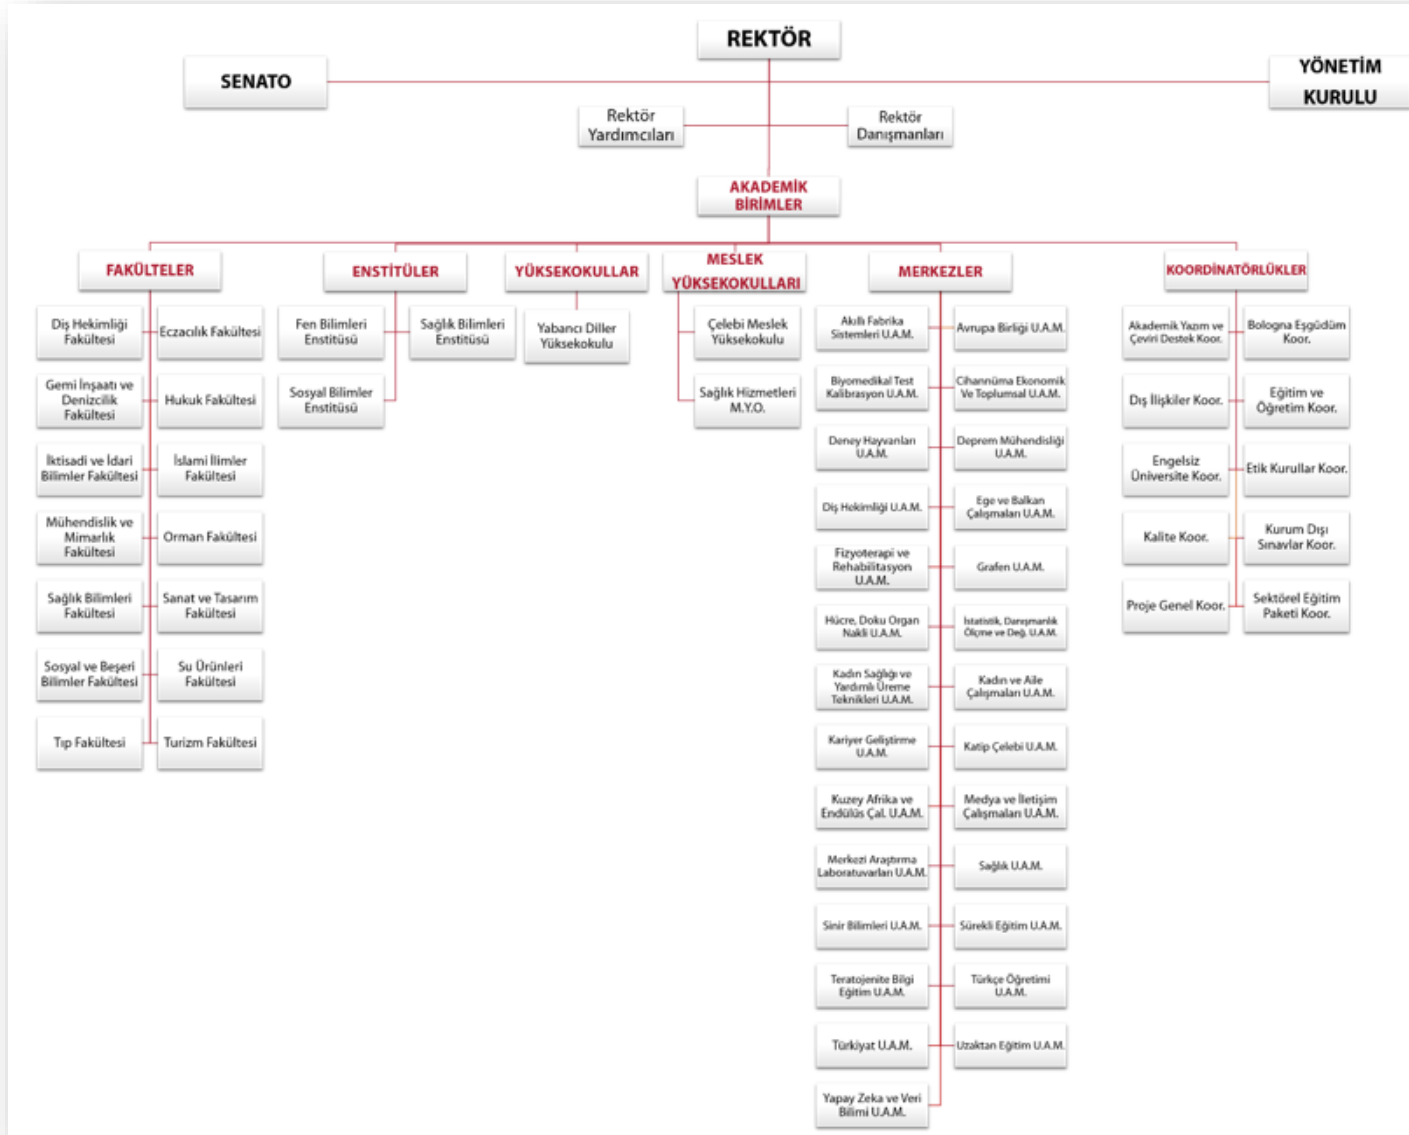 REKTÖR
SENATO
YÖNETİM
KURULU
Rektör
Yardımcıları
Rektör
Danışmanları
AKADEMİK
BİRİMLER
FAKÜLTELER
Diş Hekimliği
Fakültesi
Eczacılık Fakültesi
Gemi İnşaatı ve
Denizcilik
Fakültesi
Hukuk Fakültesi
İktisadi ve İdari
Bilimler Fakültesi
İslami İlimler
Fakültesi
Mühendislik ve
Mimarlık
Fakültesi
Orman Fakültesi
Sağlık Bilimleri
Fakültesi
Sanat ve Tasarım
Fakültesi
Sosyal ve Beşeri
Bilimler Fakültesi
Su Ürünleri
Fakültesi
Tıp Fakültesi
Turizm Fakültesi
ENSTİTÜLER
Fen Bilimleri
Enstitüsü
Sağlık Bilimleri
Enstitüsü
Sosyal Bilimler
Enstitüsü
YÜKSEKOKULLAR
Yabancı Diller
Yüksekokulu
MESLEK
YÜKSEKOKULLARI
Çelebi Meslek
Yüksekokulu
Sağlık Hizmetleri
M.Y.O.
MERKEZLER
Akıllı Fabrika
Sistemleri U.A.M.
Avrupa Birliği U.A.M.
Biyomedikal Test
Kalibrasyon U.A.M.
Cihannüma Ekonomik
Ve Toplumsal U.A.M.
Deney Hayvanları
U.A.M.
Deprem Mühendisliği
U.A.M.
Diş Hekimliği U.A.M.
Ege ve Balkan
Çalışmaları U.A.M.
Fizyoterapi ve
Rehabilitasyon
U.A.M.
Grafen U.A.M.
Hücre, Doku Organ
Nakli U.A.M.
İstatistik, Danışmanlık
Ölçme ve Değ. U.A.M.
Kadın Sağlığı ve
Yardımlı Üreme
Teknikleri U.A.M.
Kadın ve Aile
Çalışmaları U.A.M.
Kariyer Geliştirme
U.A.M.
Katip Çelebi U.A.M.
Kuzey Afrika ve
Endülüs Çal. U.A.M.
Medya ve İletişim
Çalışmaları U.A.M.
Merkezi Araştırma
Laboratuvarları U.A.M.
Sağlık U.A.M.
Sinir Bilimleri U.A.M.
Sürekli Eğitim U.A.M.
Teratojenite Bilgi
Eğitim U.A.M.
Türkçe Öğretimi
U.A.M.
Türkiyat U.A.M.
Uzaktan Eğitim U.A.M.
Yapay Zeka ve Veri
Bilimi U.A.M.
KOORDİNATÖRLÜKLER
Akademik Yazım ve
Çeviri Destek Koor.
Bologna Eşgüdüm
Koor.
Dış İlişkiler Koor.
Eğitim ve
Öğretim Koor.
Engelsiz
Üniversite Koor.
Etik Kurullar Koor.
Kalite Koor.
Kurum Dışı
Sınavlar Koor.
Proje Genel Koor.
Sektörel Eğitim
Paketi Koor.